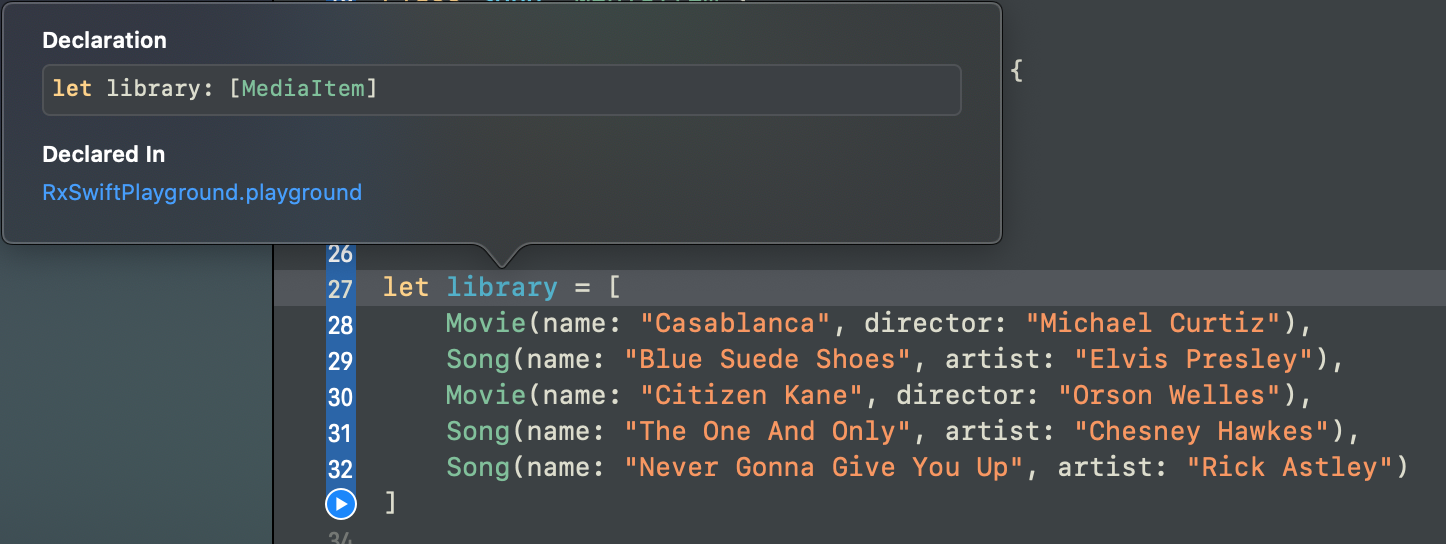 Declaration
let library: [MediaItem]
{
Declared In
RxSwiftPlayground.playground
26
27 let library = [
28 Movie(name: "Casablanca", director: "Michael Curtiz"),
29 Song(name: "Blue Suede Shoes", artist: "Elvis Presley"),
30 Movie(name: "Citizen Kane", director: "Orson Welles"),
31 Song(name: "The One And Only", artist: "Chesney Hawkes"),
32 Song(name: "Never Gonna Give You Up", artist: "Rick Astley")
]
34